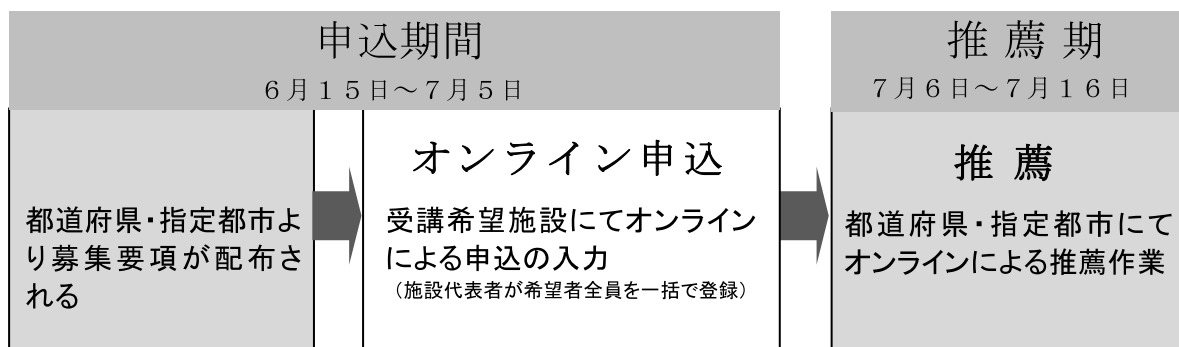 申込期間
６月１５日～７月５日
都道府県・指定都市よ
り募集要項が配布さ
れる
オンライン申込
受講希望施設にてオンライン
による申込の入力
（施設代表者が希望者全員を一括で登録）
推薦期
７月６日～７月１６日
推薦
都道府県・指定都市にて
オンラインによる推薦作業